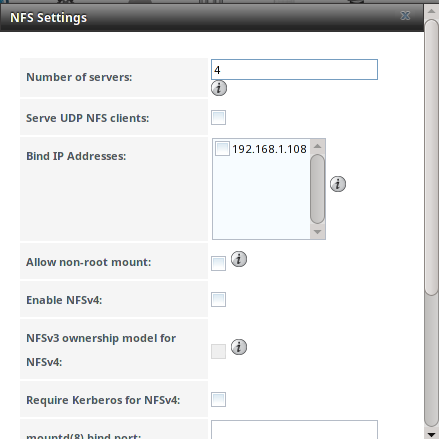 NFS Settings
Number of servers:
4
Serve UDP NFS clients:
Bind IP Addresses:
192.168.1.108
Allow non-root mount:
Enable NFSv4:
NFSv3 ownership model for
NFSv4:
Require Kerberos for NFSv4:
mountd(8) bind port: